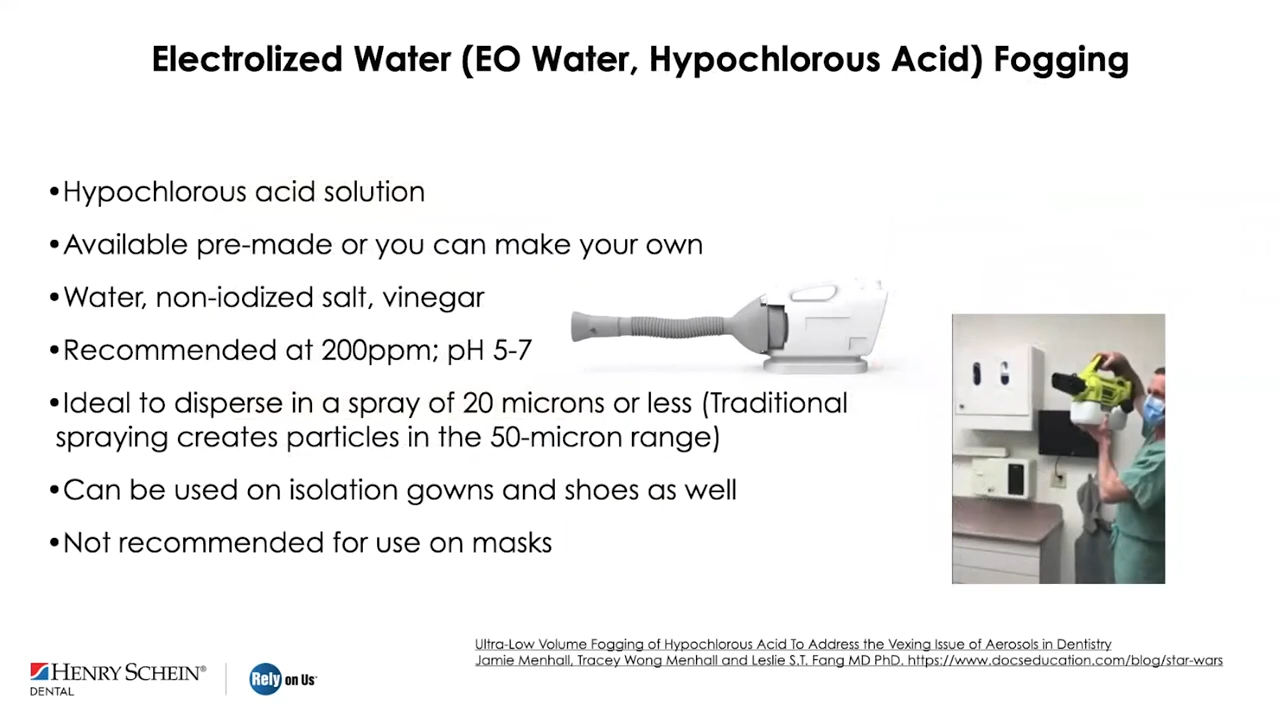 Electrolized Water (EO Water, Hypochlorous Acid) Fogging
•Hypochlorous acid solution
•Available pre-made or you can make your own
•Water, non-iodized salt, vinegar
•Recommended at 200ppm; pH 5-7
•Ideal to disperse in a spray of 20 microns or less (Traditional
spraying creates particles in the 50-micron range)
•Can be used on isolation gowns and shoes as well
•Not recommended for use on masks
Ultra-Low Volume Fogging of Hypochlorous Acid To Address the Vexing Issue of Aerosols in Dentistry
Jamie Menhall, Tracey Wong Menhall and Leslie S.T. Fang MD PhD. https://www.docseducation.com/blog/star-wars
HENRY SCHEIN®
DENTAL
Rely on Us™